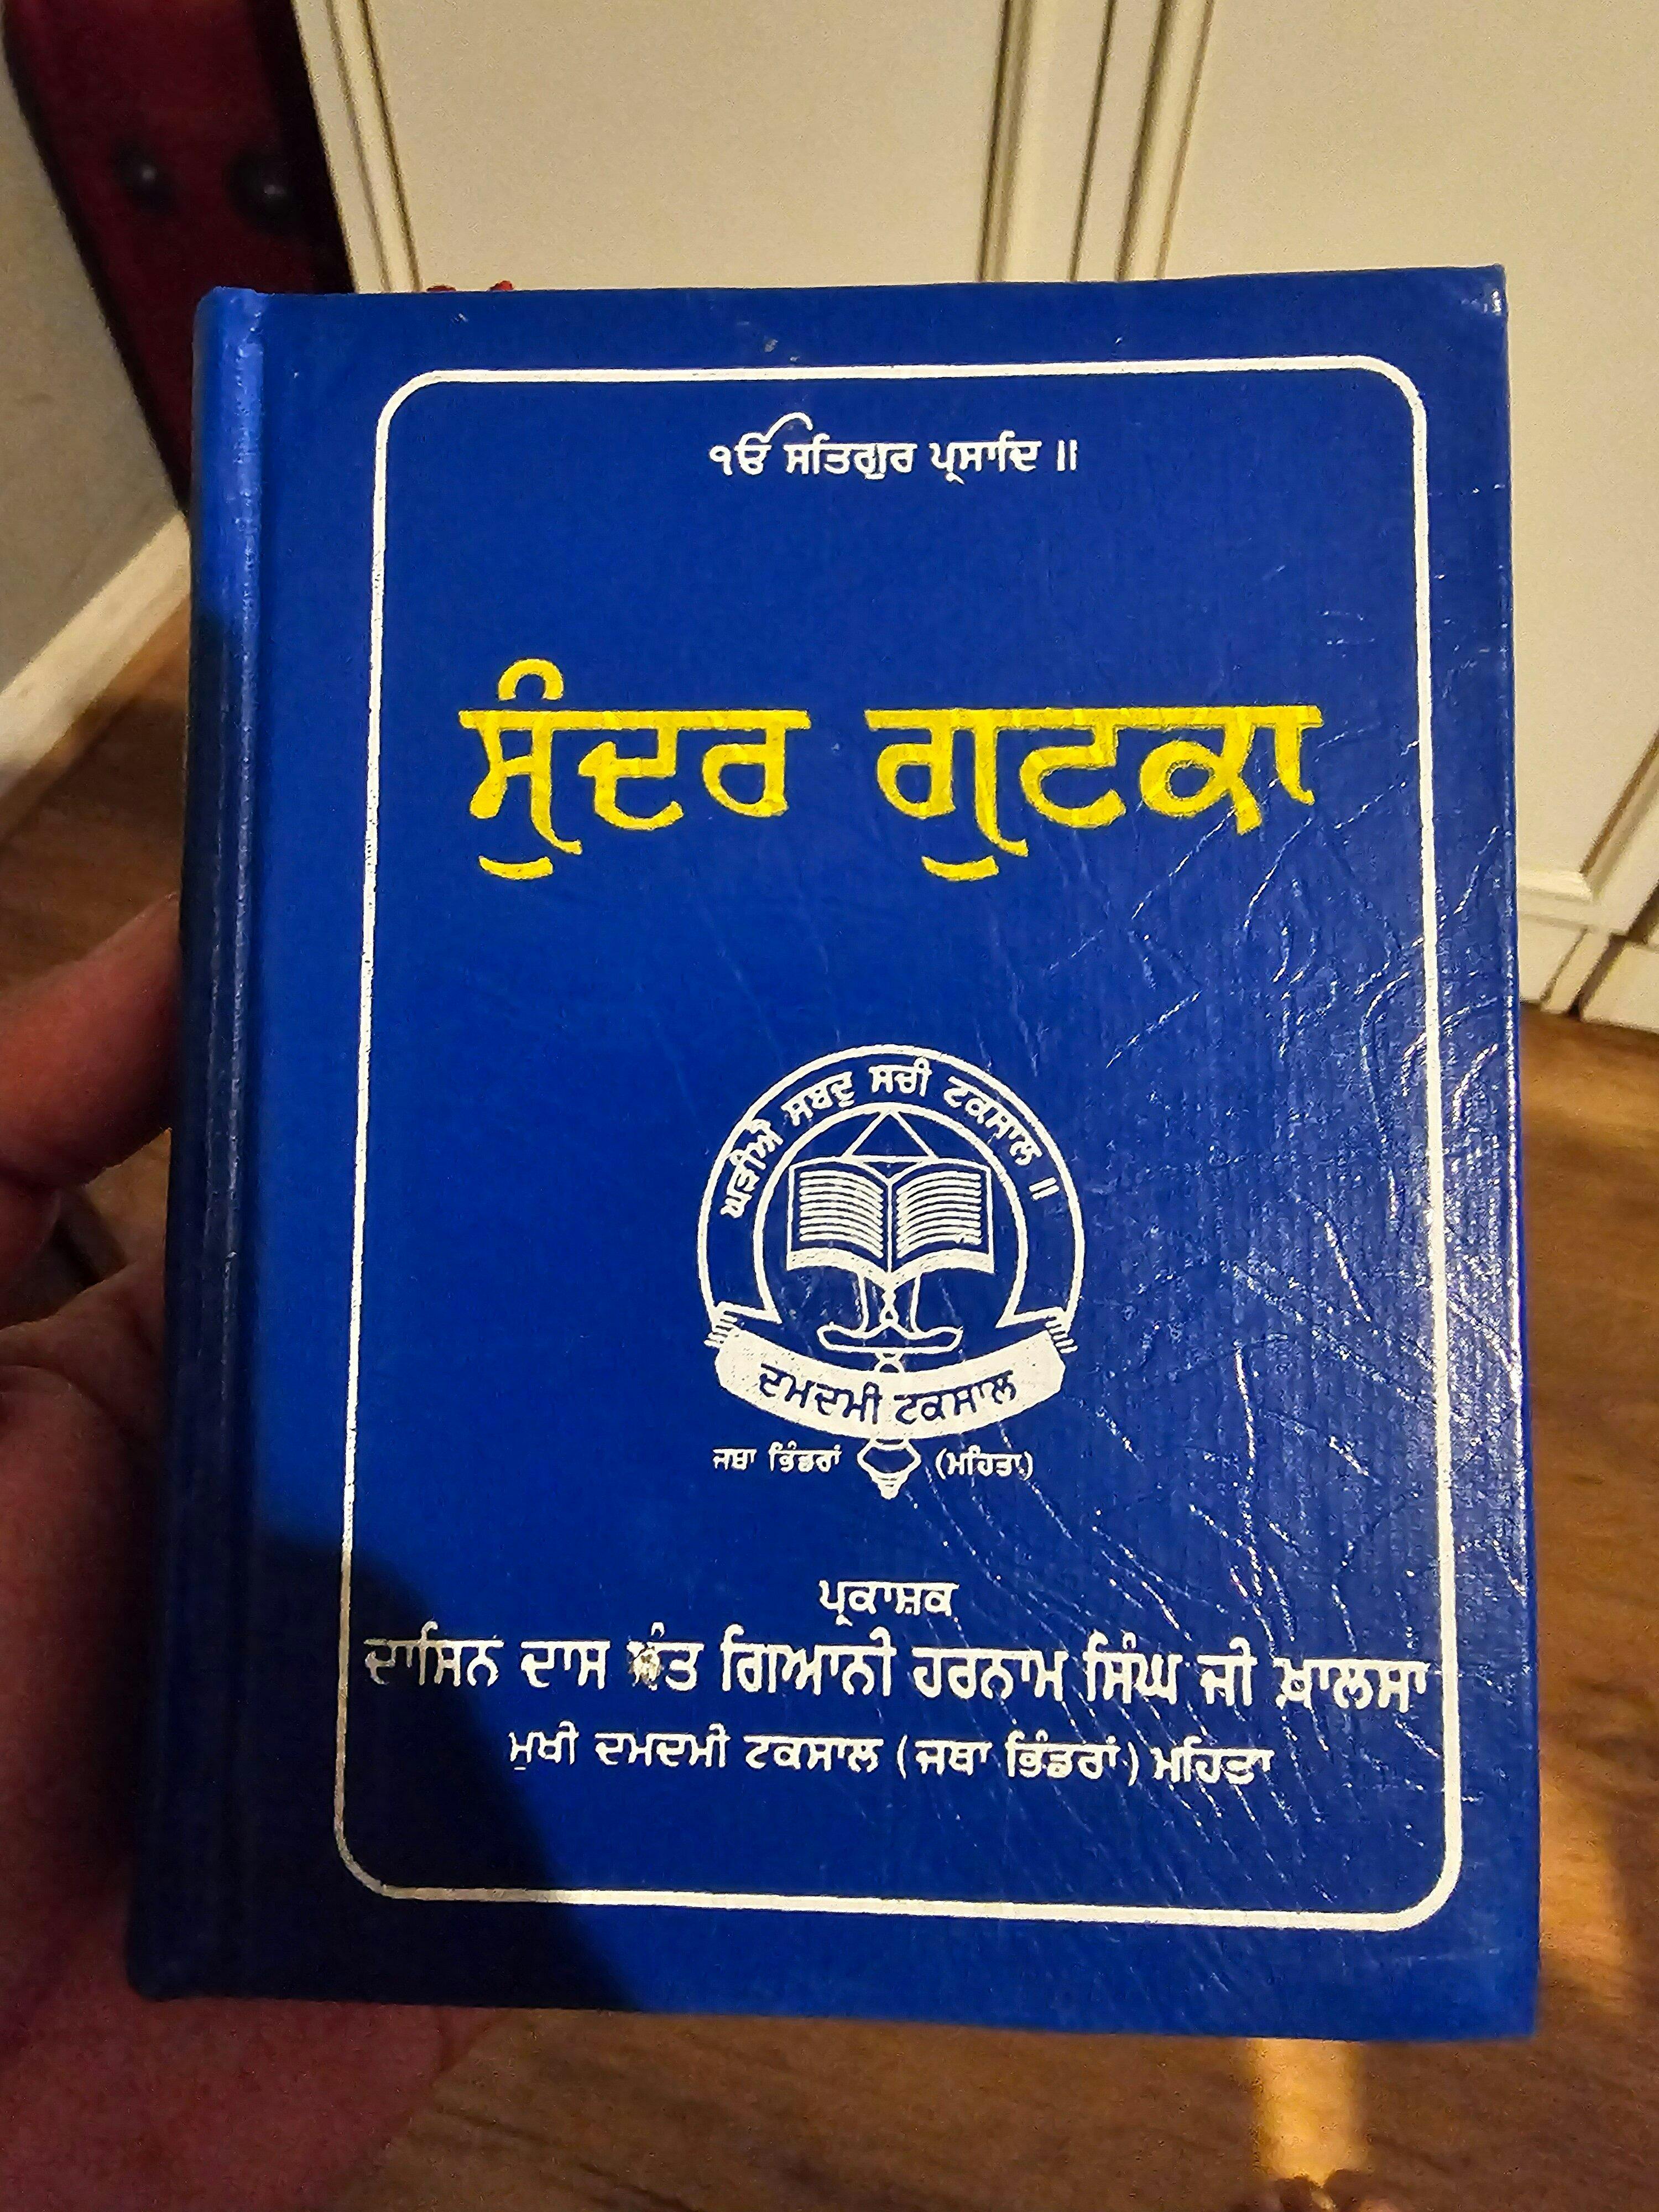 ੴ ਸਤਿਗੁਰ ਪ੍ਰਸਾਦਿ ॥
ਸੁੰਦਰ ਗੁਟਕਾ
ਘੜੀਐ ਸਬਦੁ ਸਚੀ ਟਕਸਾਲ ॥
ਦਮਦਮੀ ਟਕਸਾਲ
ਜਥਾ ਭਿੰਡਰਾਂ (ਮਹਿਤਾ)
ਪ੍ਰਕਾਸ਼ਕ
ਦਾਸਿਨ ਦਾਸ ਗਿਆਨੀ ਹਰਨਾਮ ਸਿੰਘ ਜੀ ਖ਼ਾਲਸਾ
ਮੁਖੀ ਦਮਦਮੀ ਟਕਸਾਲ (ਜਥਾ ਭਿੰਡਰਾਂ) ਮਹਿਤਾ